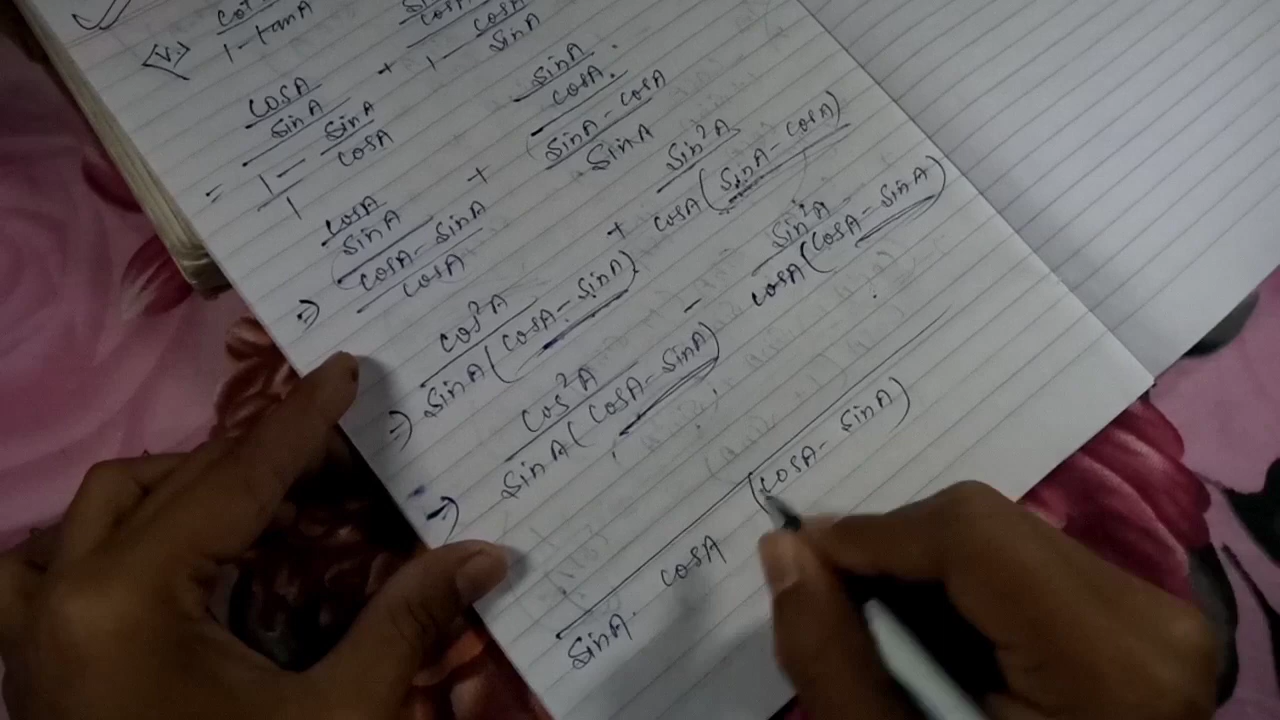 (v.) cot / 1 - tanA + sin / cosA / 1 - cosA / sinA
= cosA / sinA / 1 / 1 - sinA / cosA + sinA / cosA / sinA - cosA / sinA
=) cosA / sinA / cosA - sinA / cosA + sin²A / cosA (sinA - cosA)
=) cos²A / sinA (cosA - sinA) - sin²A / cosA (cosA - sinA)
=) cos²A / sinA (cosA - sinA)
=) sinA. cosA (cosA - sinA)